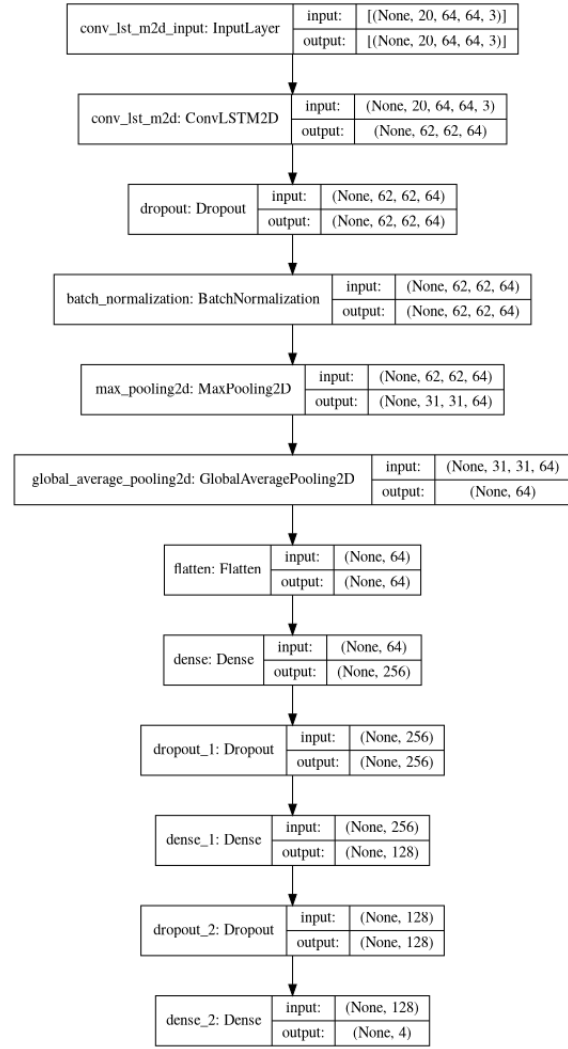 conv_lst_m2d_input: InputLayer
input: [(None, 20, 64, 64, 3)]
output: [(None, 20, 64, 64, 3)]
conv_lst_m2d: ConvLSTM2D
input: (None, 20, 64, 64, 3)
output: (None, 62, 62, 64)
dropout: Dropout
input: (None, 62, 62, 64)
output: (None, 62, 62, 64)
batch_normalization: BatchNormalization
input: (None, 62, 62, 64)
output: (None, 62, 62, 64)
max_pooling2d: MaxPooling2D
input: (None, 62, 62, 64)
output: (None, 31, 31, 64)
global_average_pooling2d: GlobalAveragePooling2D
input: (None, 31, 31, 64)
output: (None, 64)
flatten: Flatten
input: (None, 64)
output: (None, 64)
dense: Dense
input: (None, 64)
output: (None, 256)
dropout_1: Dropout
input: (None, 256)
output: (None, 256)
dense_1: Dense
input: (None, 256)
output: (None, 128)
dropout_2: Dropout
input: (None, 128)
output: (None, 128)
dense_2: Dense
input: (None, 128)
output: (None, 4)